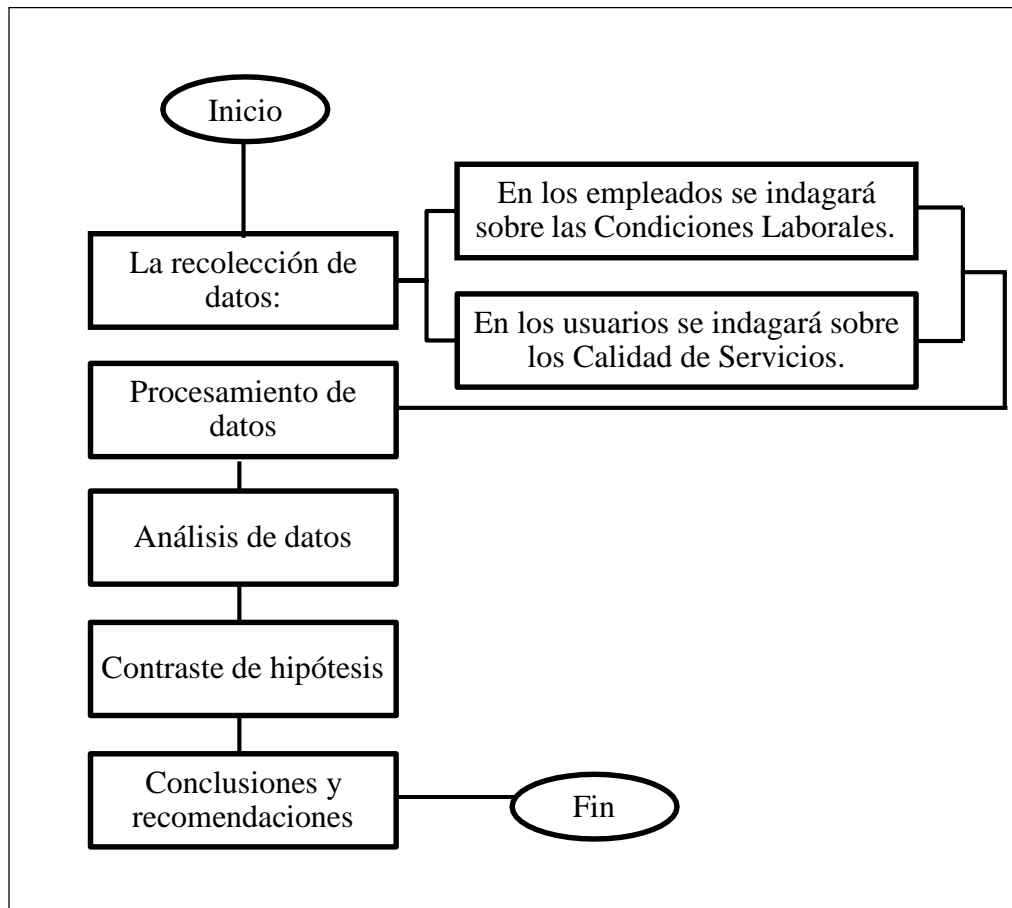 Inicio
La recolección de
datos:
En los empleados se indagará
sobre las Condiciones Laborales.
En los usuarios se indagará sobre
los Calidad de Servicios.
Procesamiento de
datos
Análisis de datos
Contraste de hipótesis
Conclusiones y
recomendaciones
Fin